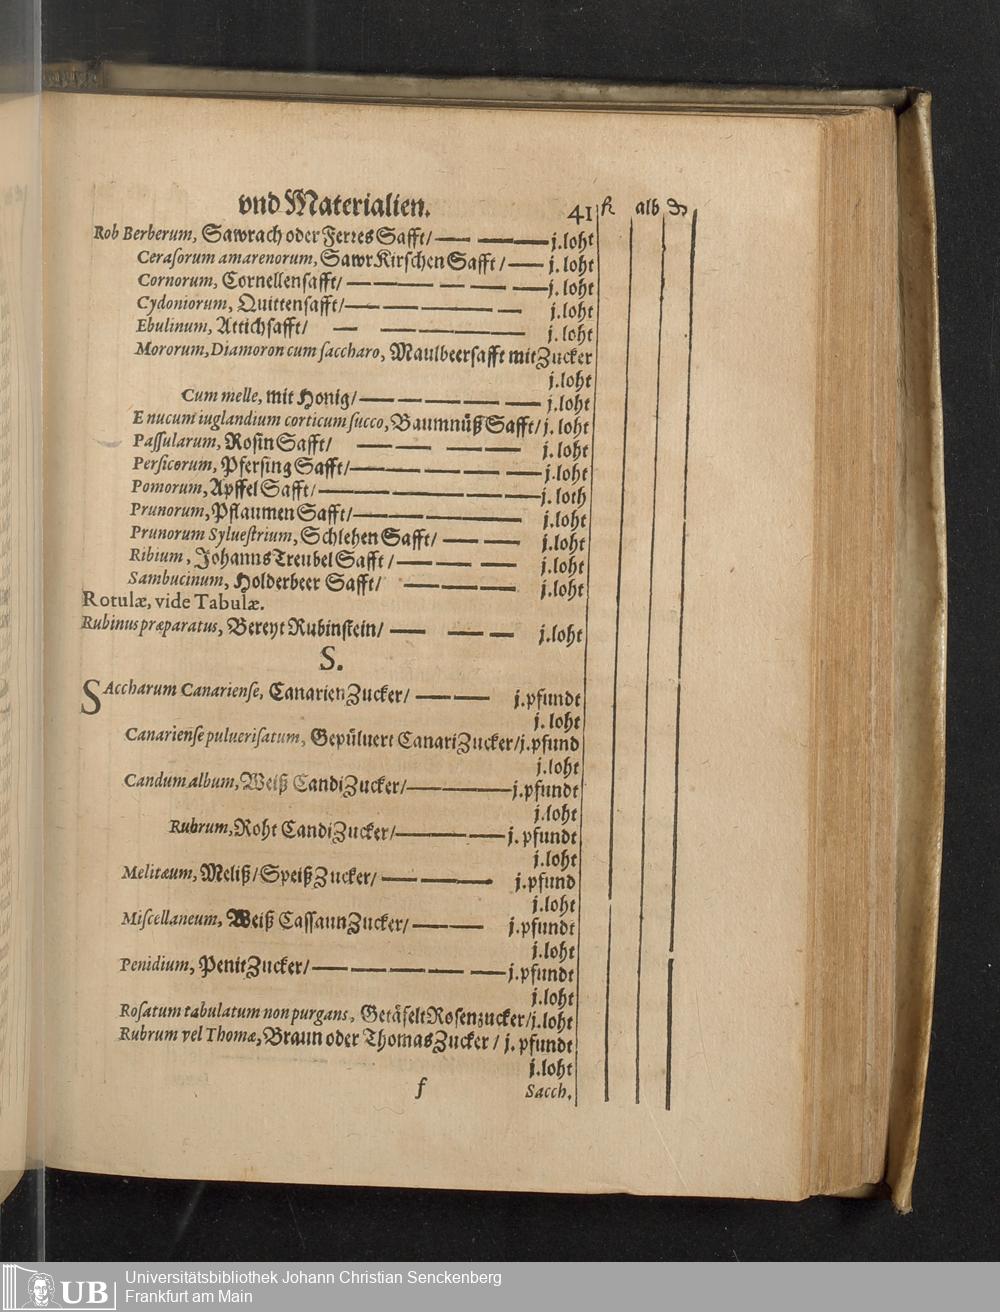 vnd Materialien. 41 fl alb ₰
Rob Berberum, Sawrach oder Ferres Safft/ — — — j. loht
Ceraſorum amarenorum, Sawr Kirſchen Safft / — j. loht
Cornorum, Cornellenſafft/ — — — — — j. loht
Cydoniorum, Quittenſafft/ — — — — j. loht
Ebulinum, Attichſafft/ — — — — — j. loht
Mororum, Diamoron cum ſaccharo, Maulbeerſafft mit Zucker
j. loht
Cum melle, mit Honig/ — — — — — j. loht
E nucum iuglandium corticum ſucco, Baumnüß Safft/ j. loht
Paſſularum, Roſin Safft/ — — — — j. loht
Perſicorum, Pferſing Safft/ — — — — — j. loht
Pomorum, Apffel Safft/ — — — — — j. loth
Prunorum, Pflaumen Safft/ — — — — j. loht
Prunorum Sylueſtrium, Schlehen Safft/ — — j. loht
Ribium, Johanns Treubel Safft / — — — j. loht
Sambucinum, Holderbeer Safft/ — — — j. loht
Rotulæ, vide Tabulæ.
Rubinus præparatus, Bereyt Rubinſtein/ — — — j. loht
S.
SAccharum Canarienſe, Canarien Zucker/ — — j. pfundt
j. loht
Canarienſe pulueriſatum, Gepülvert Canari Zucker/ j. pfund
j. loht
Candum album, Weiß Candi Zucker/ — — — j. pfundt
j. loht
Rubrum, Roht Candi Zucker/ — — — j. pfundt
j. loht
Melitæum, Meliß/ Speiß Zucker/ — — — j. pfund
j. loht
Miſcellaneum, Weiß Caſſaun Zucker/ — — j. pfundt
j. loht
Penidium, Penit Zucker/ — — — — — j. pfundt
j. loht
Roſatum tabulatum non purgans, Getäfelt Roſenzucker/ j. loht
Rubrum vel Thomæ, Braun oder Thomas Zucker / j. pfundt
j. loht
f Sacch.
UB Universitätsbibliothek Johann Christian Senckenberg
Frankfurt am Main